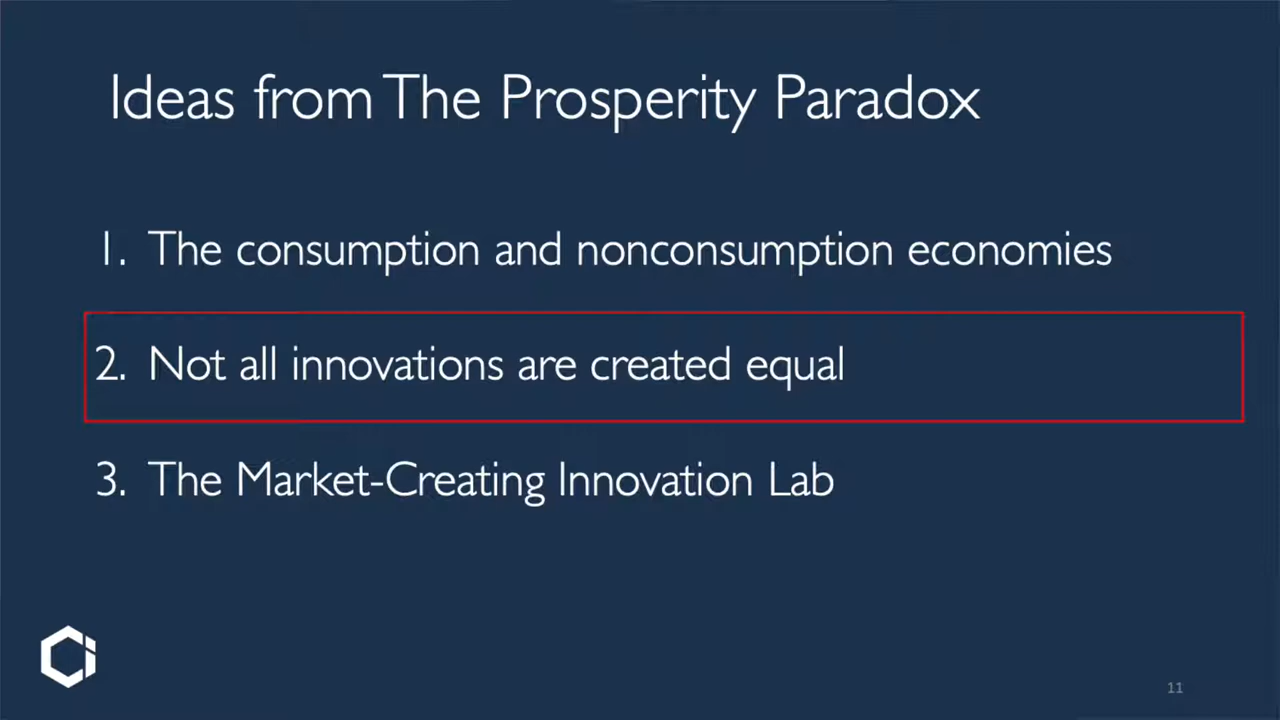 Ideas from The Prosperity Paradox
1. The consumption and nonconsumption economies
2. Not all innovations are created equal
3. The Market-Creating Innovation Lab
11